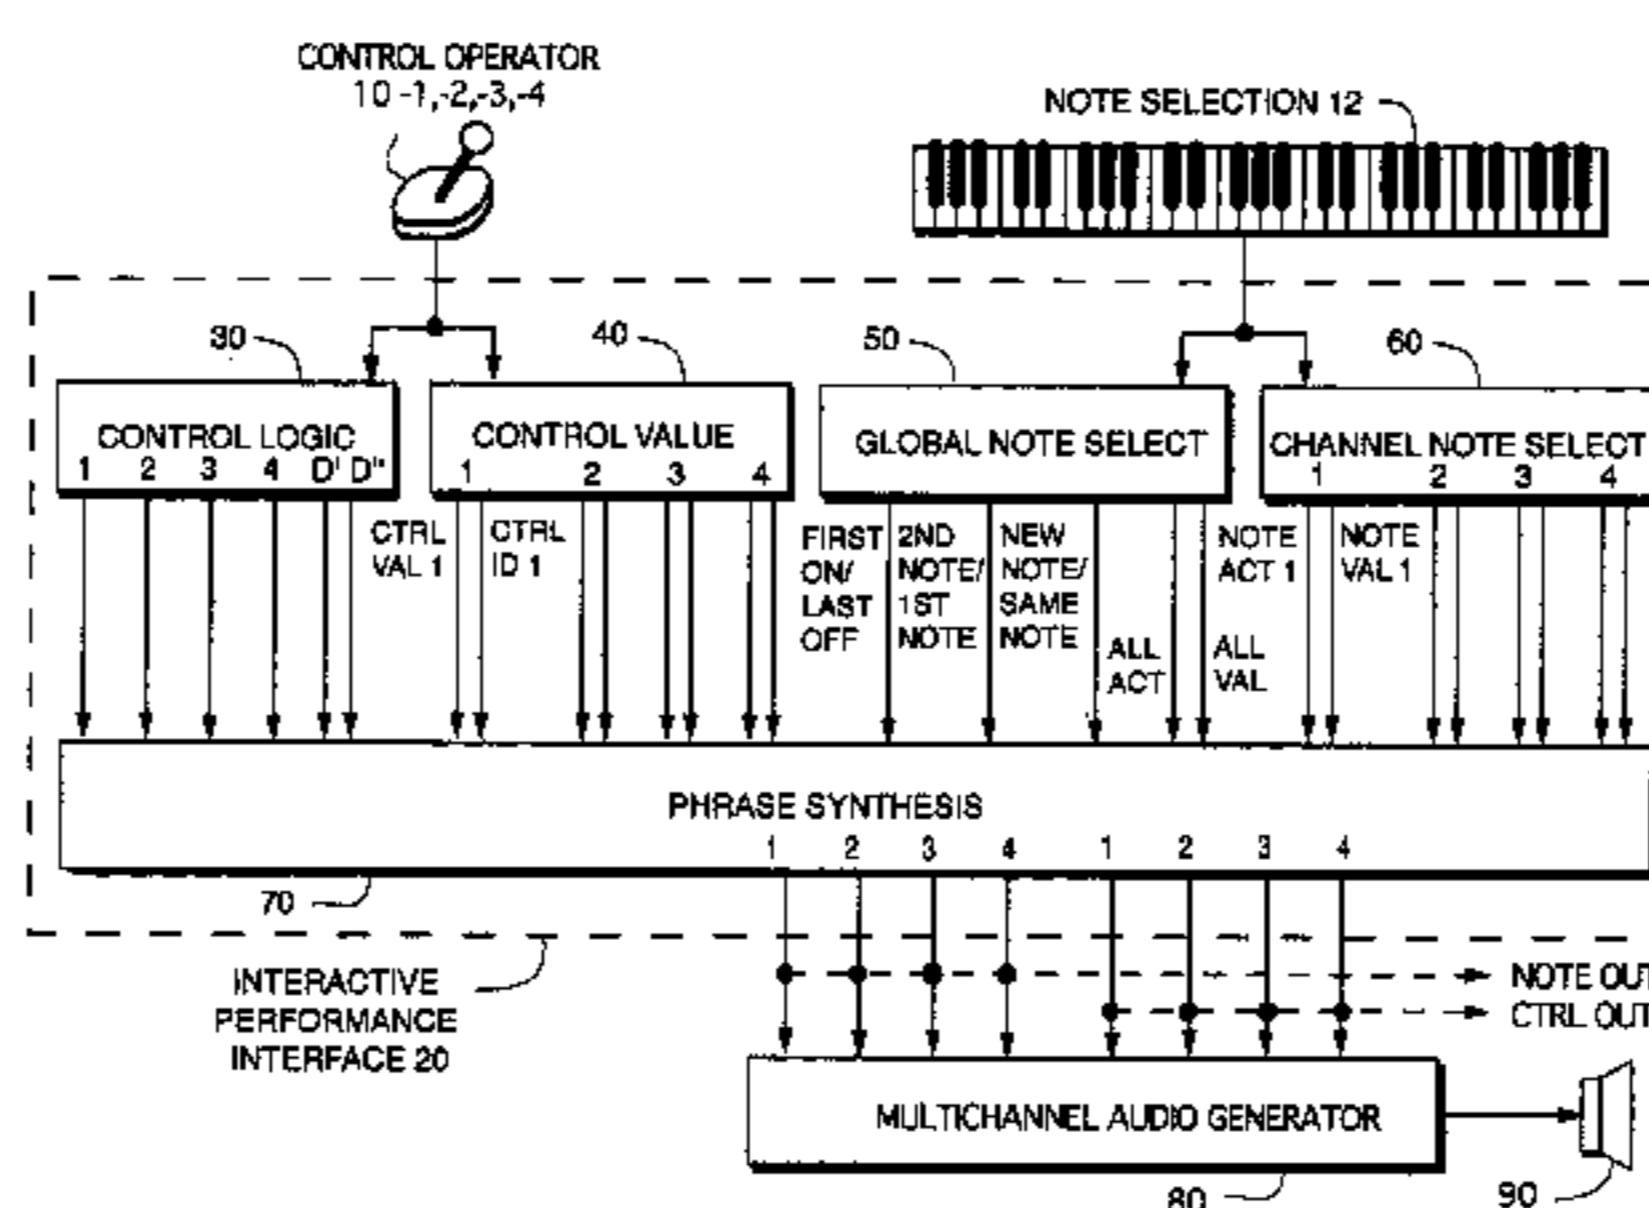 CONTROL OPERATOR
10 -1,-2,-3,-4
NOTE SELECTION 12
30
40
50
60
CONTROL LOGIC
1 2 3 4 D' D"
CONTROL VALUE
1 2 3 4
GLOBAL NOTE SELECT
CHANNEL NOTE SELECT
1 2 3 4
CTRL
VAL 1
CTRL
ID 1
FIRST
ON/
LAST
OFF
2ND
NOTE/
1ST
NOTE
NEW
NOTE/
SAME
NOTE
ALL
ACT
ALL
VAL
NOTE
ACT 1
NOTE
VAL 1
PHRASE SYNTHESIS
1 2 3 4 1 2 3 4
70
INTERACTIVE
PERFORMANCE
INTERFACE 20
NOTE OUT
CTRL OUT
MULTICHANNEL AUDIO GENERATOR
80
90